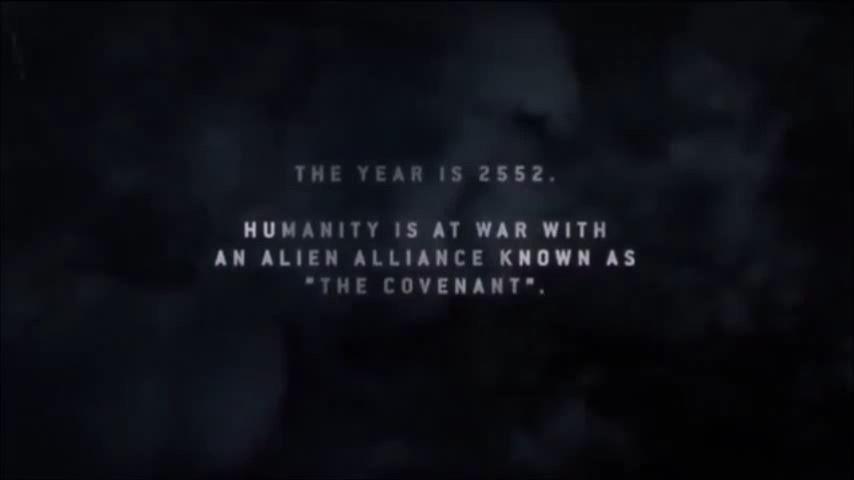 THE YEAR IS 2552.
HUMANITY IS AT WAR WITH
AN ALIEN ALLIANCE KNOWN AS
"THE COVENANT".